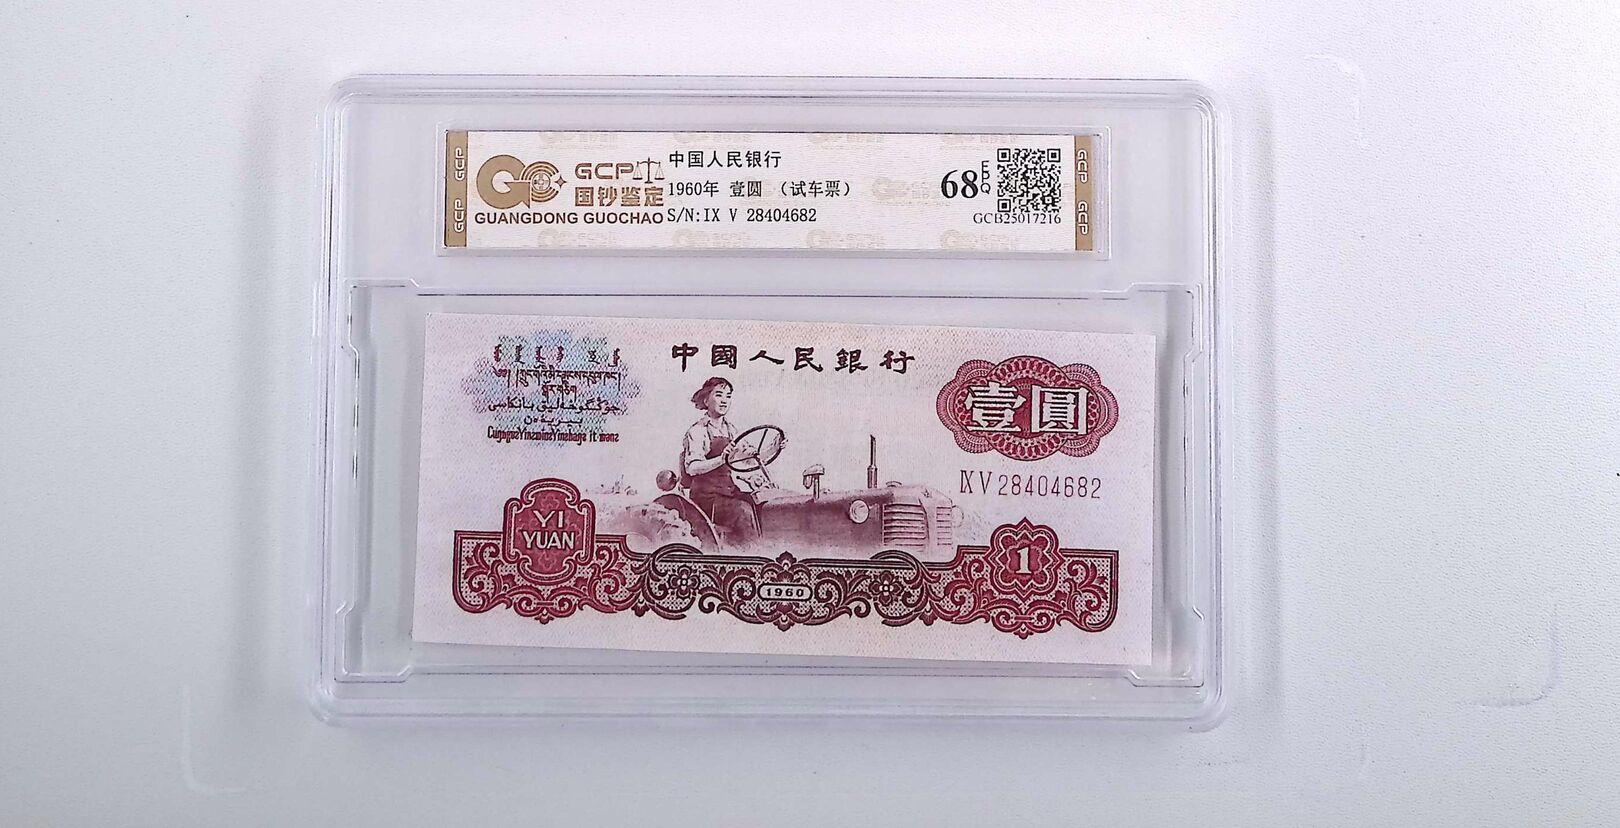 GCP
国钞鉴定
GUANGDONG GUOCHAO
中国人民银行
1960年 壹圆 （试车票）
S/N:IX V 28404682
68 EPQ
GCB25017216
GCP
GCP
GCP
GCP
中國人民銀行
壹圆
IX V 28404682
YI
YUAN
1
1960